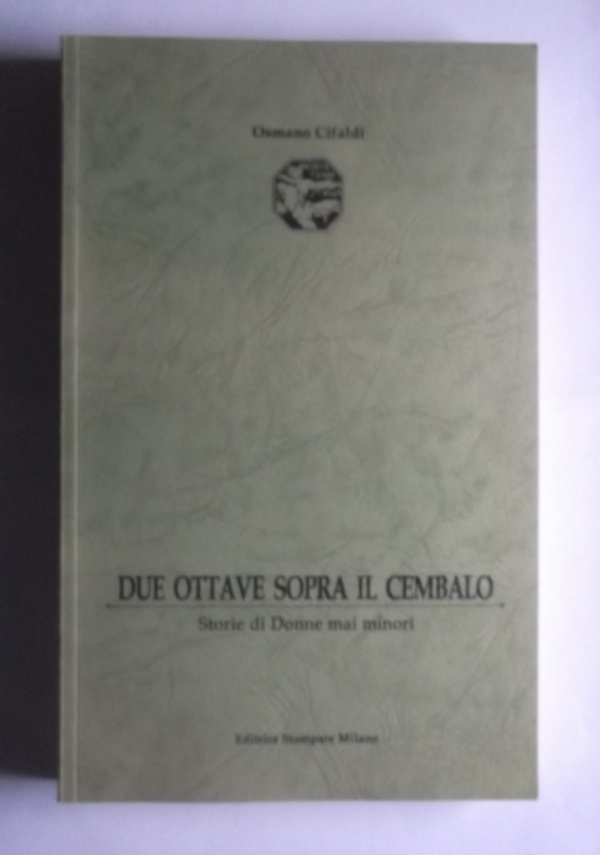 Osmano Cifaldi
DUE OTTAVE SOPRA IL CEMBALO
Storie di Donne mai minori
Editrice Stampare Milano